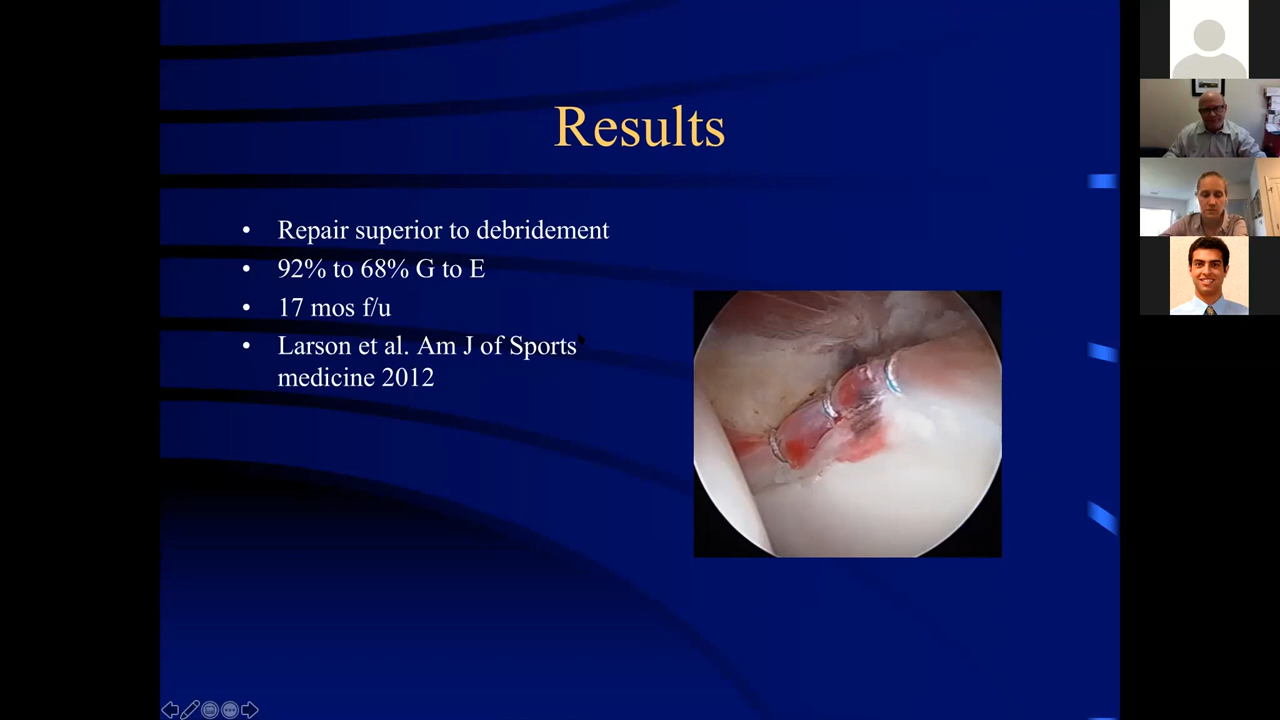 Results
• Repair superior to debridement
• 92% to 68% G to E
• 17 mos f/u
• Larson et al. Am J of Sports
medicine 2012